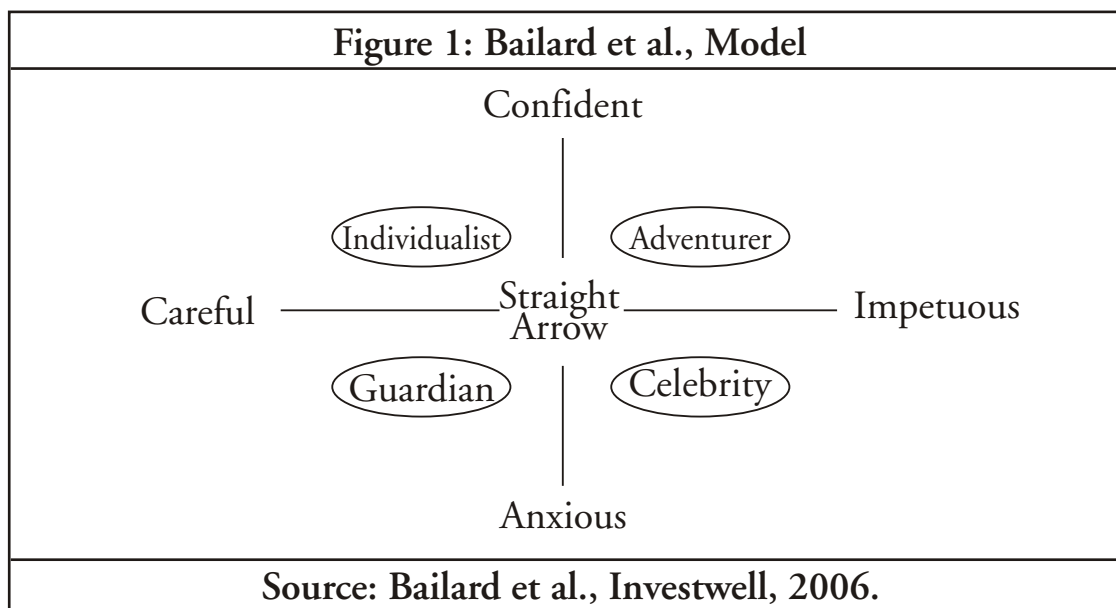 Figure 1: Bailard et al., Model
Confident
Individualist
Adventurer
Careful
Straight
Arrow
Impetuous
Guardian
Celebrity
Anxious
Source: Bailard et al., Investwell, 2006.